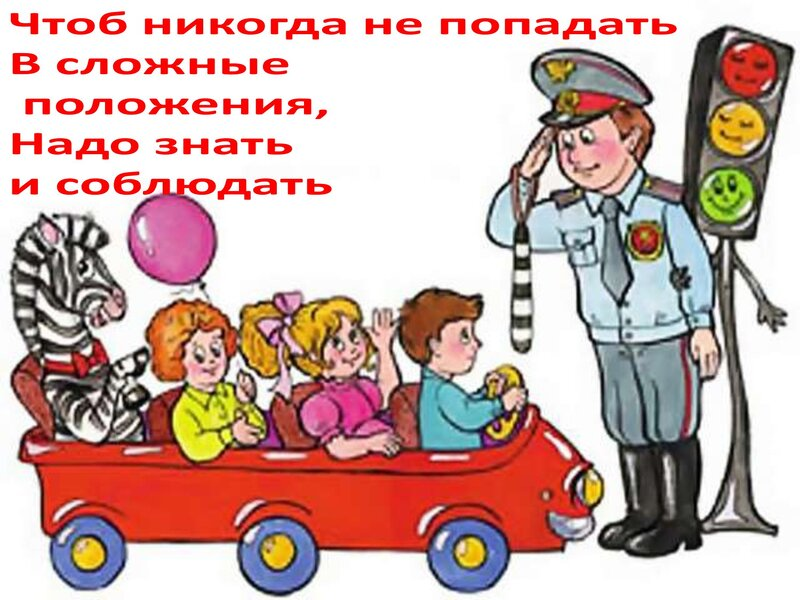 Чтоб никогда не попадать
В сложные
положения,
Надо знать
и соблюдать